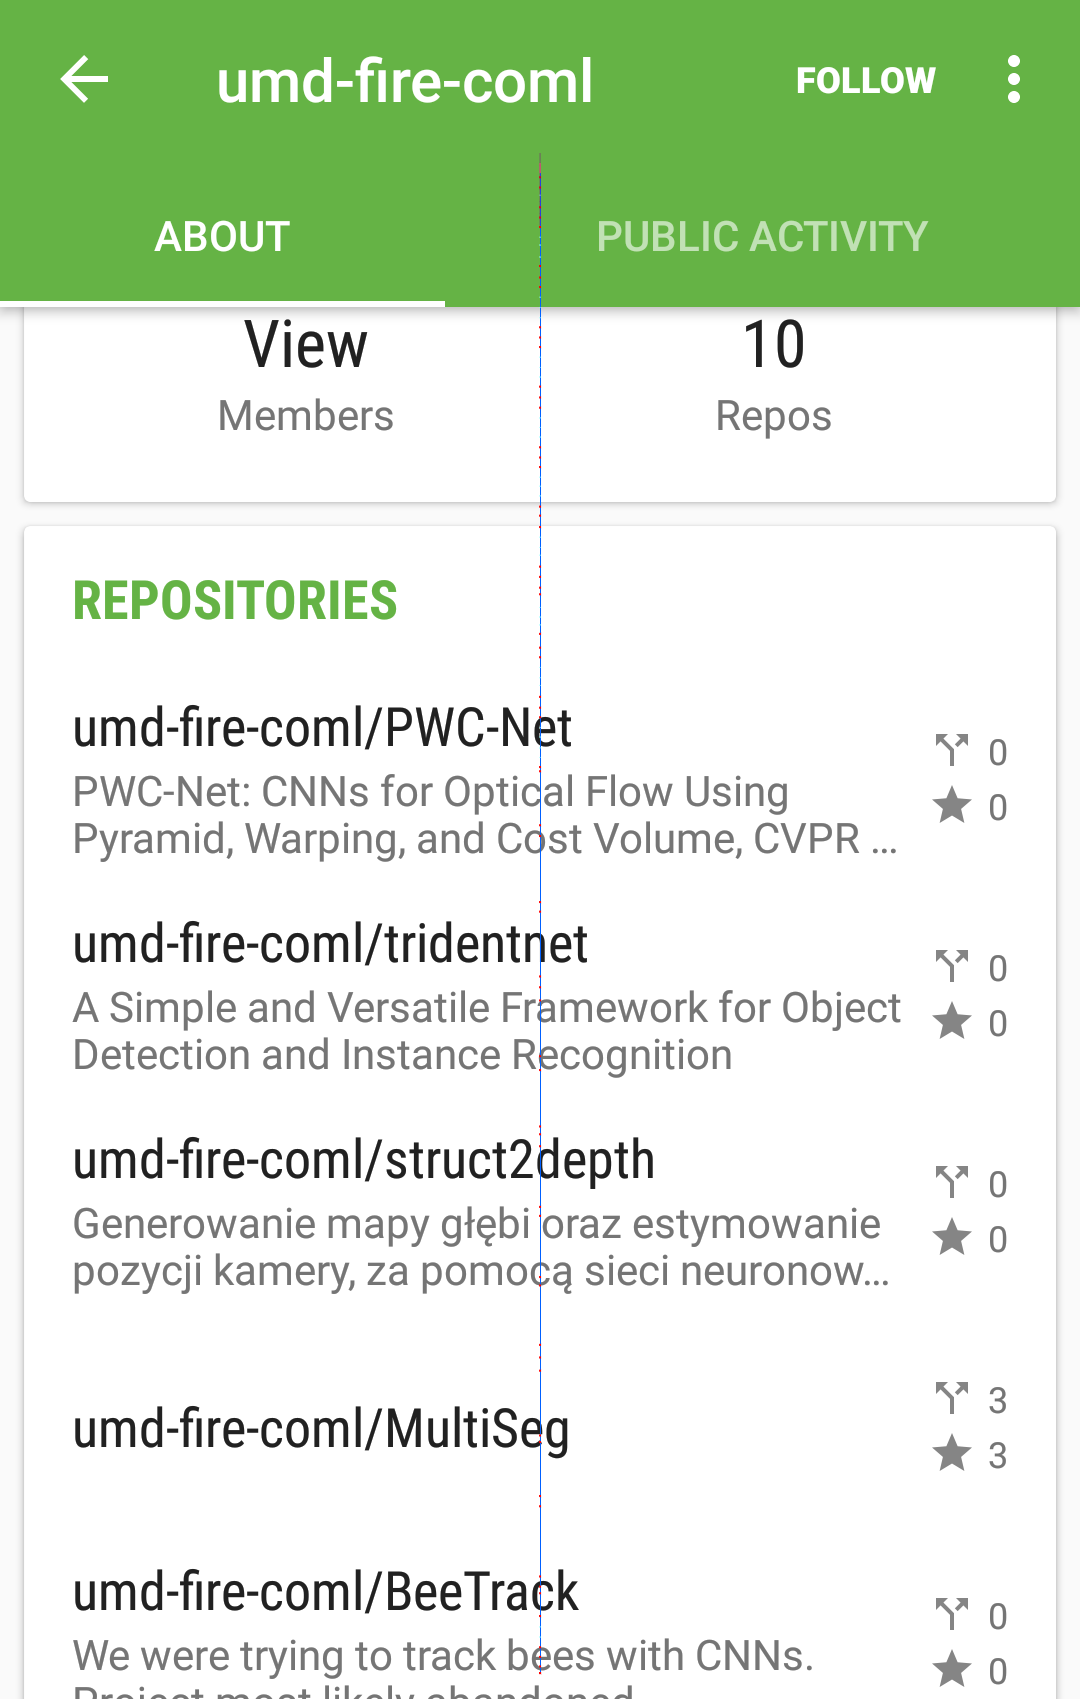 umd-fire-coml FOLLOW
ABOUT PUBLIC ACTIVITY
View 10
Members Repos
REPOSITORIES
umd-fire-coml/PWC-Net
0
PWC-Net: CNNs for Optical Flow Using
0
Pyramid, Warping, and Cost Volume, CVPR ...
umd-fire-coml/tridentnet
0
A Simple and Versatile Framework for Object
0
Detection and Instance Recognition
umd-fire-coml/struct2depth
0
Generowanie mapy głębi oraz estymowanie
0
pozycji kamery, za pomocą sieci neuronow...
3
umd-fire-coml/MultiSeg
3
umd-fire-coml/BeeTrack
0
We were trying to track bees with CNNs.
0
Project most likely abandoned